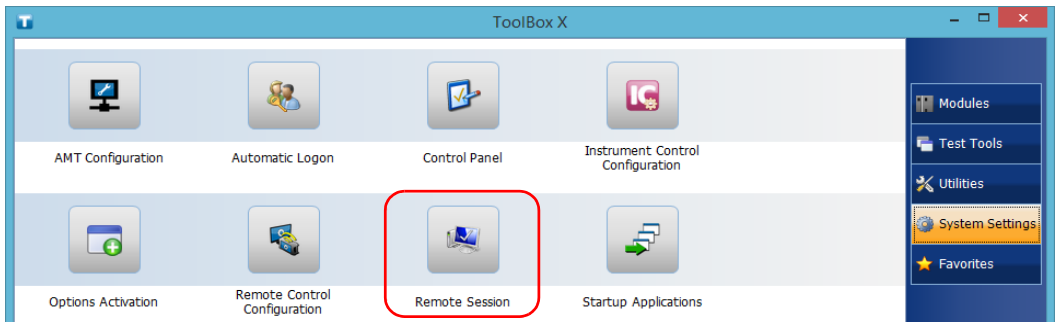 ToolBox X
AMT Configuration
Automatic Logon
Control Panel
Instrument Control
Configuration
Options Activation
Remote Control
Configuration
Remote Session
Startup Applications
Modules
Test Tools
Utilities
System Settings
Favorites